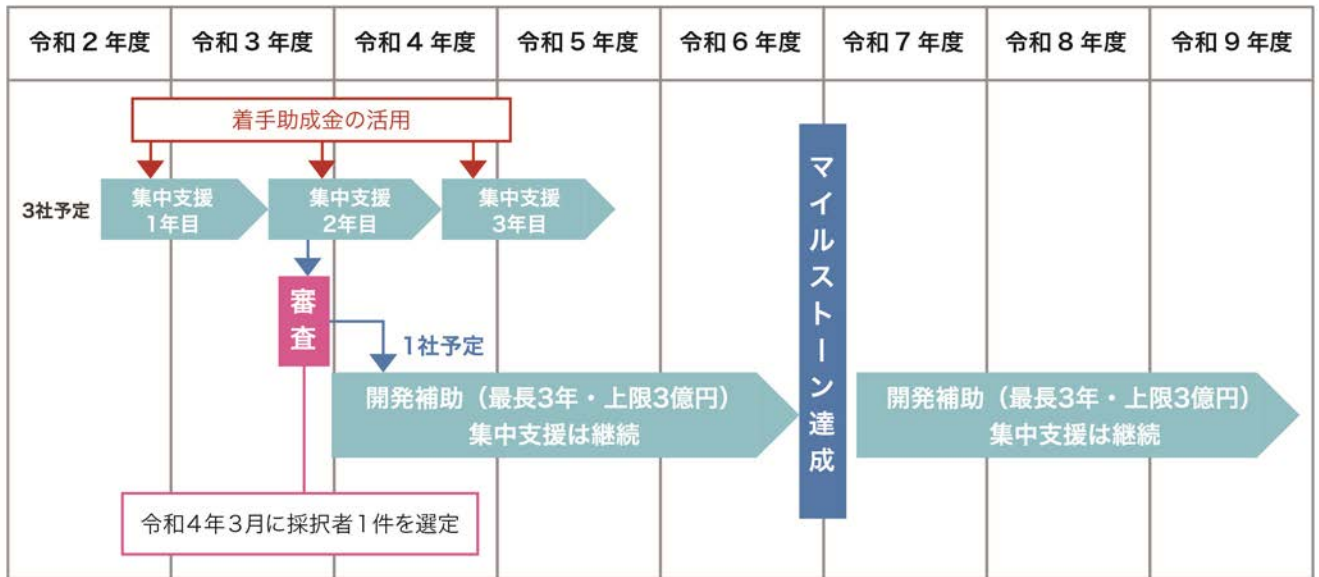 令和2年度
令和3年度
令和4年度
令和5年度
令和6年度
令和7年度
令和8年度
令和9年度
着手助成金の活用
3社予定
集中支援
1年目
集中支援
2年目
集中支援
3年目
審査
1社予定
開発補助（最長3年・上限3億円）
集中支援は継続
マイルストーン達成
開発補助（最長3年・上限3億円）
集中支援は継続
令和4年3月に採択者1件を選定